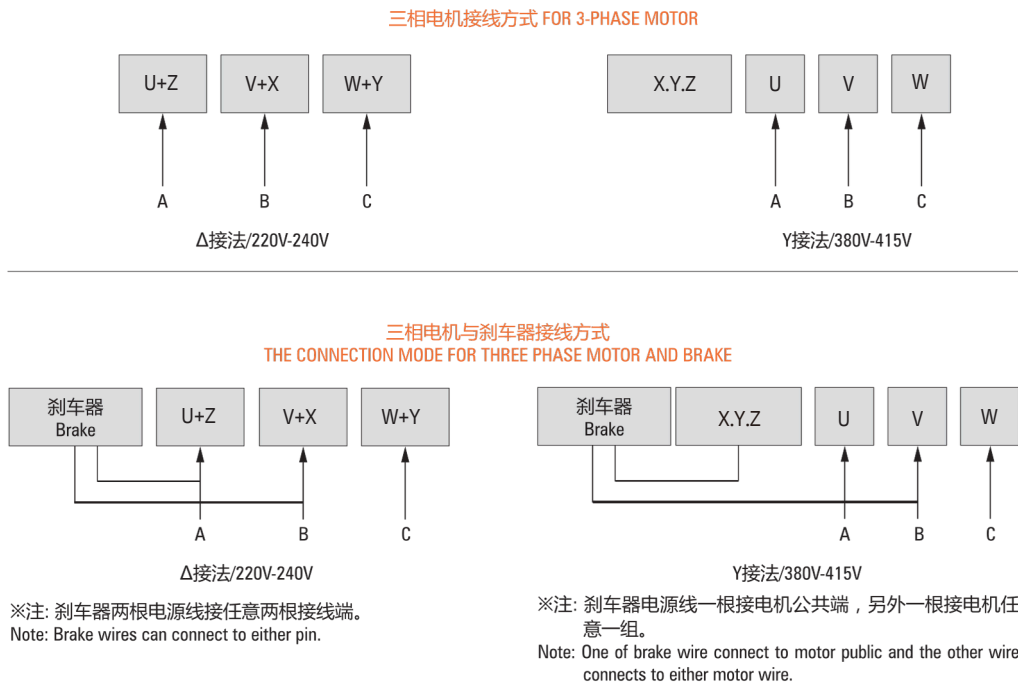 三相电机接线方式 FOR 3-PHASE MOTOR
U+Z V+X W+Y X.Y.Z U V W
A B C A B C
Δ接法/220V-240V Y接法/380V-415V
三相电机与刹车器接线方式
THE CONNECTION MODE FOR THREE PHASE MOTOR AND BRAKE
刹车器
Brake
U+Z V+X W+Y
刹车器
Brake
X.Y.Z U V W
A B C A B C
Δ接法/220V-240V Y接法/380V-415V
※注: 刹车器两根电源线接任意两根接线端。
Note: Brake wires can connect to either pin.
※注: 刹车器电源线一根接电机公共端，另外一根接电机任
意一组。
Note: One of brake wire connect to motor public and the other wire
connects to either motor wire.